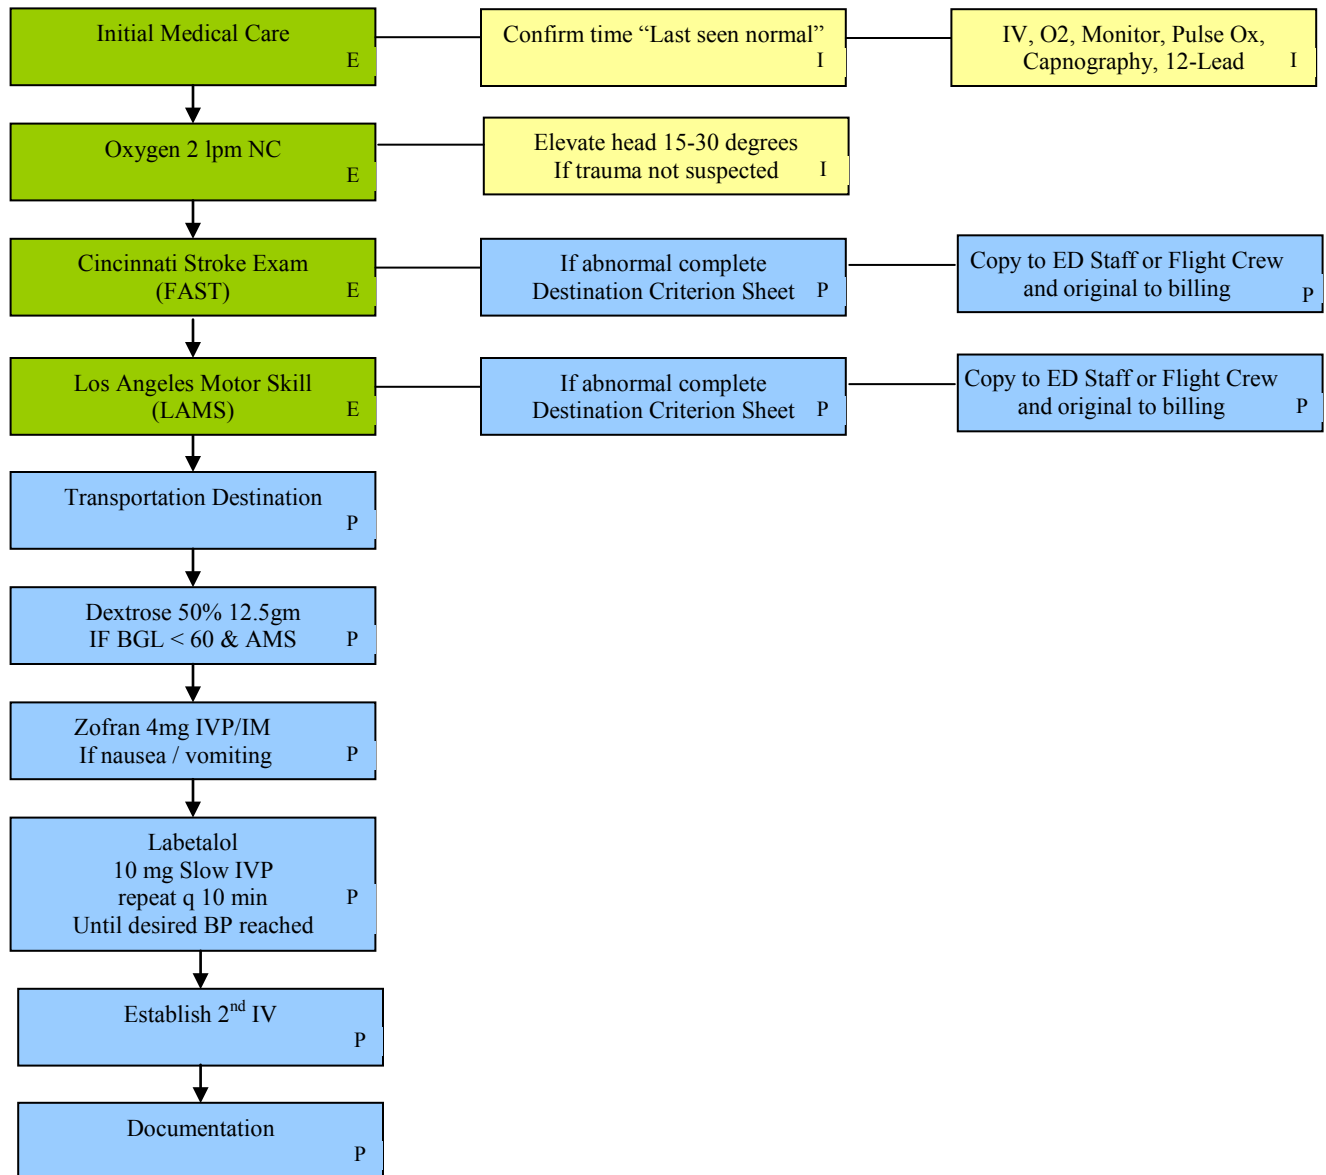 Initial Medical Care
E
Confirm time “Last seen normal”
I
IV, O2, Monitor, Pulse Ox,
Capnography, 12-Lead I
Oxygen 2 lpm NC
E
Elevate head 15-30 degrees
If trauma not suspected I
Cincinnati Stroke Exam
(FAST) E
If abnormal complete
Destination Criterion Sheet P
Copy to ED Staff or Flight Crew
and original to billing P
Los Angeles Motor Skill
(LAMS) E
If abnormal complete
Destination Criterion Sheet P
Copy to ED Staff or Flight Crew
and original to billing P
Transportation Destination
P
Dextrose 50% 12.5gm
IF BGL < 60 & AMS P
Zofran 4mg IVP/IM
If nausea / vomiting P
Labetalol
10 mg Slow IVP
repeat q 10 min P
Until desired BP reached
Establish 2nd IV
P
Documentation
P